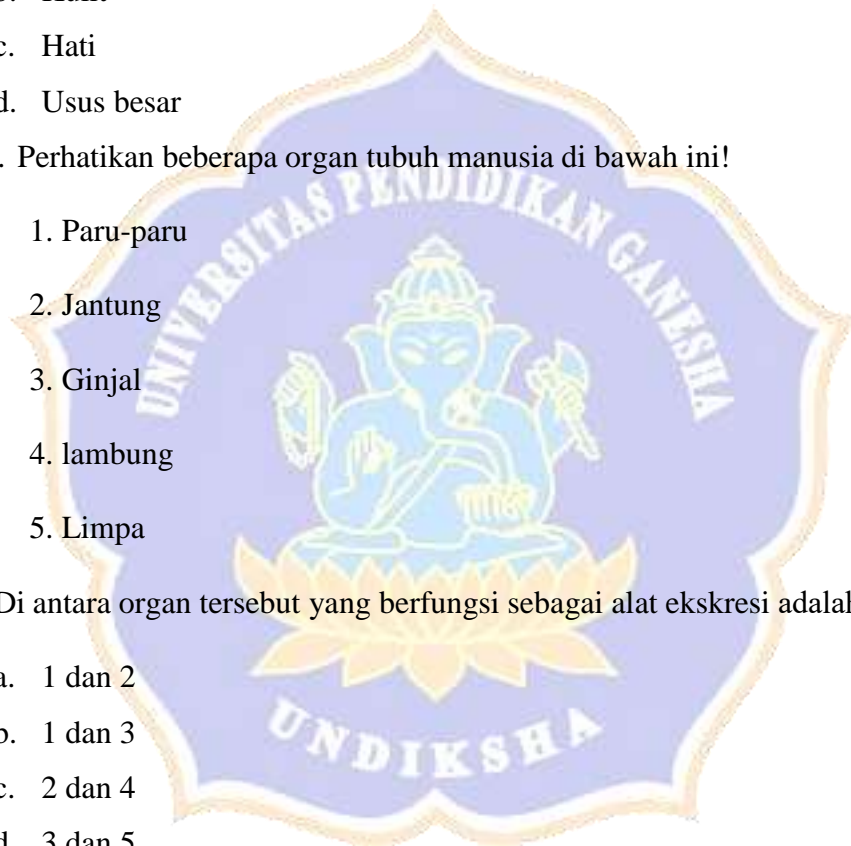 c. Hati
d. Usus besar
. Perhatikan beberapa organ tubuh manusia di bawah ini!
UNIVERSITAS PENDIDIKAN GANESHA
1. Paru-paru
2. Jantung
3. Ginjal
4. lambung
5. Limpa
Di antara organ tersebut yang berfungsi sebagai alat ekskresi adalah
a. 1 dan 2
b. 1 dan 3
c. 2 dan 4
d. 3 dan 5
UNDIKSHA